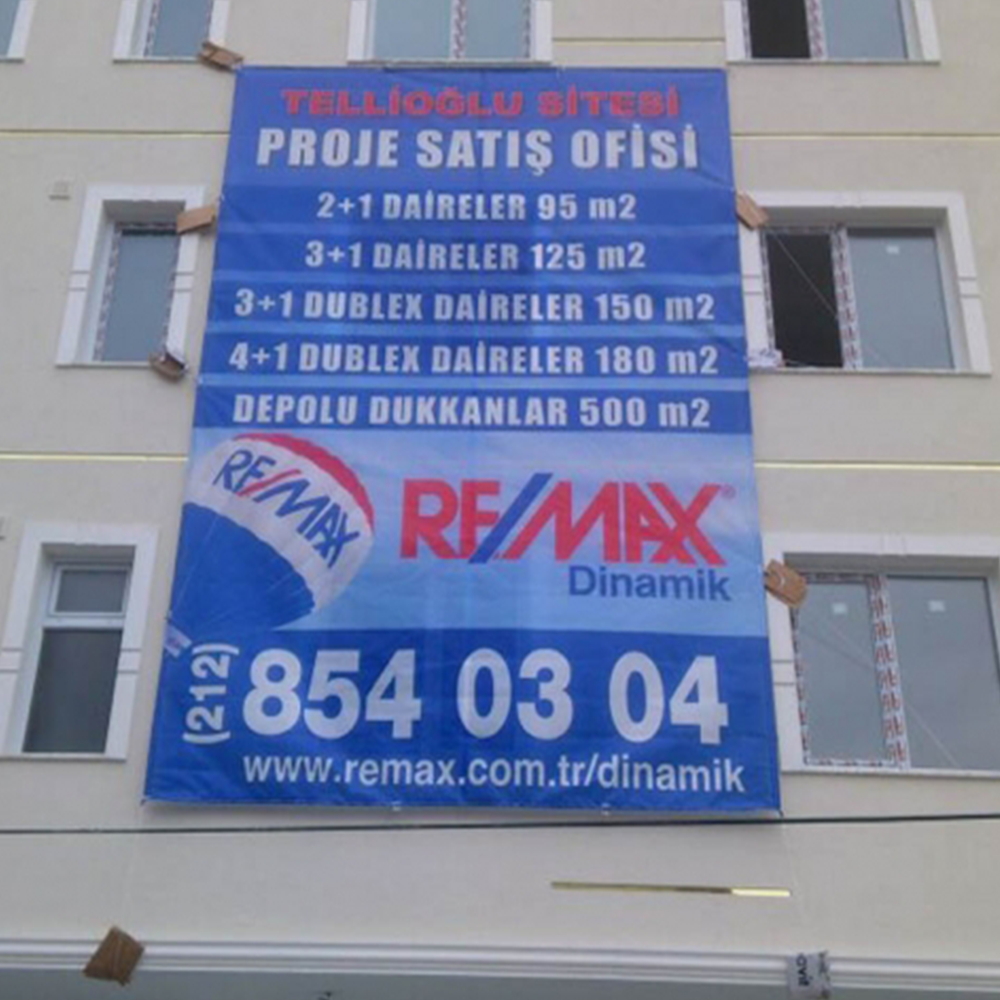 TELLİOĞLU SİTESİ
PROJE SATIŞ OFİSİ
2+1 DAİRELER 95 m2
3+1 DAİRELER 125 m2
3+1 DUBLEX DAİRELER 150 m2
4+1 DUBLEX DAİRELER 180 m2
DEPOLU DUKKANLAR 500 m2
RE/MAX
RE/MAX®
Dinamik
(212) 854 03 04
www.remax.com.tr/dinamik